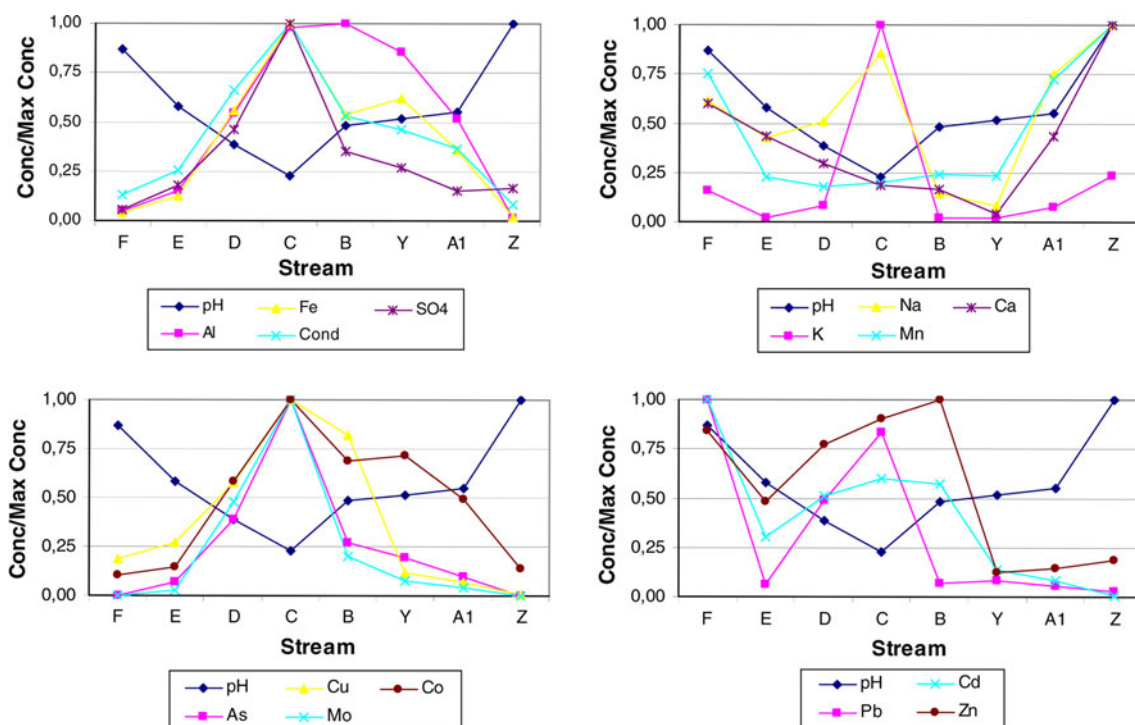 Conc/Max Conc
1,00
0,75
0,50
0,25
0,00
F E D C B Y A1 Z
Stream
pH Fe SO4
Al Cond
Conc/Max Conc
1,00
0,75
0,50
0,25
0,00
F E D C B Y A1 Z
Stream
pH Na Ca
K Mn
Conc/Max Conc
1,00
0,75
0,50
0,25
0,00
F E D C B Y A1 Z
Stream
pH Cu Co
As Mo
Conc/Max Conc
1,00
0,75
0,50
0,25
0,00
F E D C B Y A1 Z
Stream
pH Cd
Pb Zn